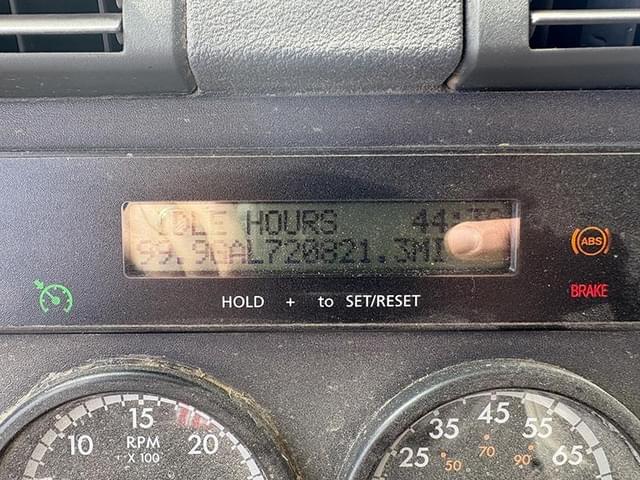 IDLE HOURS 44:
99.9GAL720821.3MI
ABS
HOLD + to SET/RESET
BRAKE
10 15 20
RPM
X 100
25 35 45 55 65
50 70 90